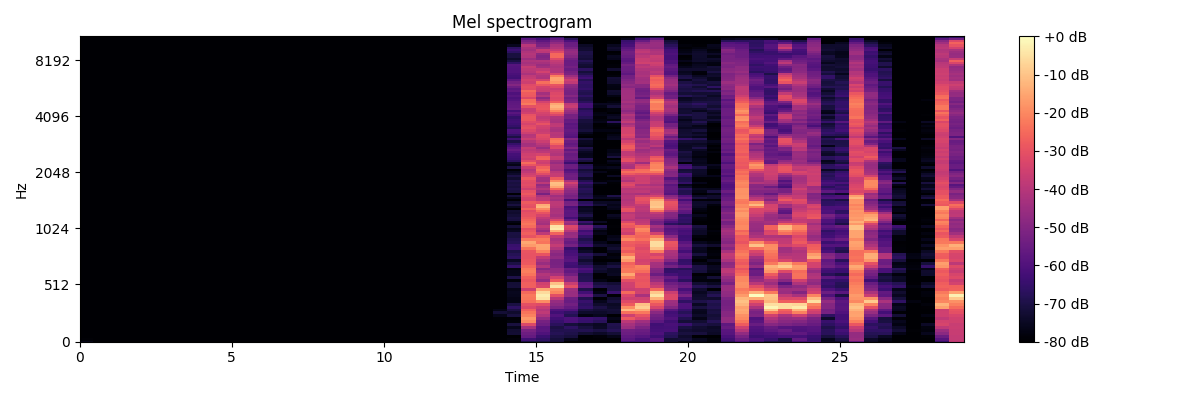 Mel spectrogram
Hz
8192
4096
2048
1024
512
0
0 5 10 15 20 25
Time
+0 dB
-10 dB
-20 dB
-30 dB
-40 dB
-50 dB
-60 dB
-70 dB
-80 dB